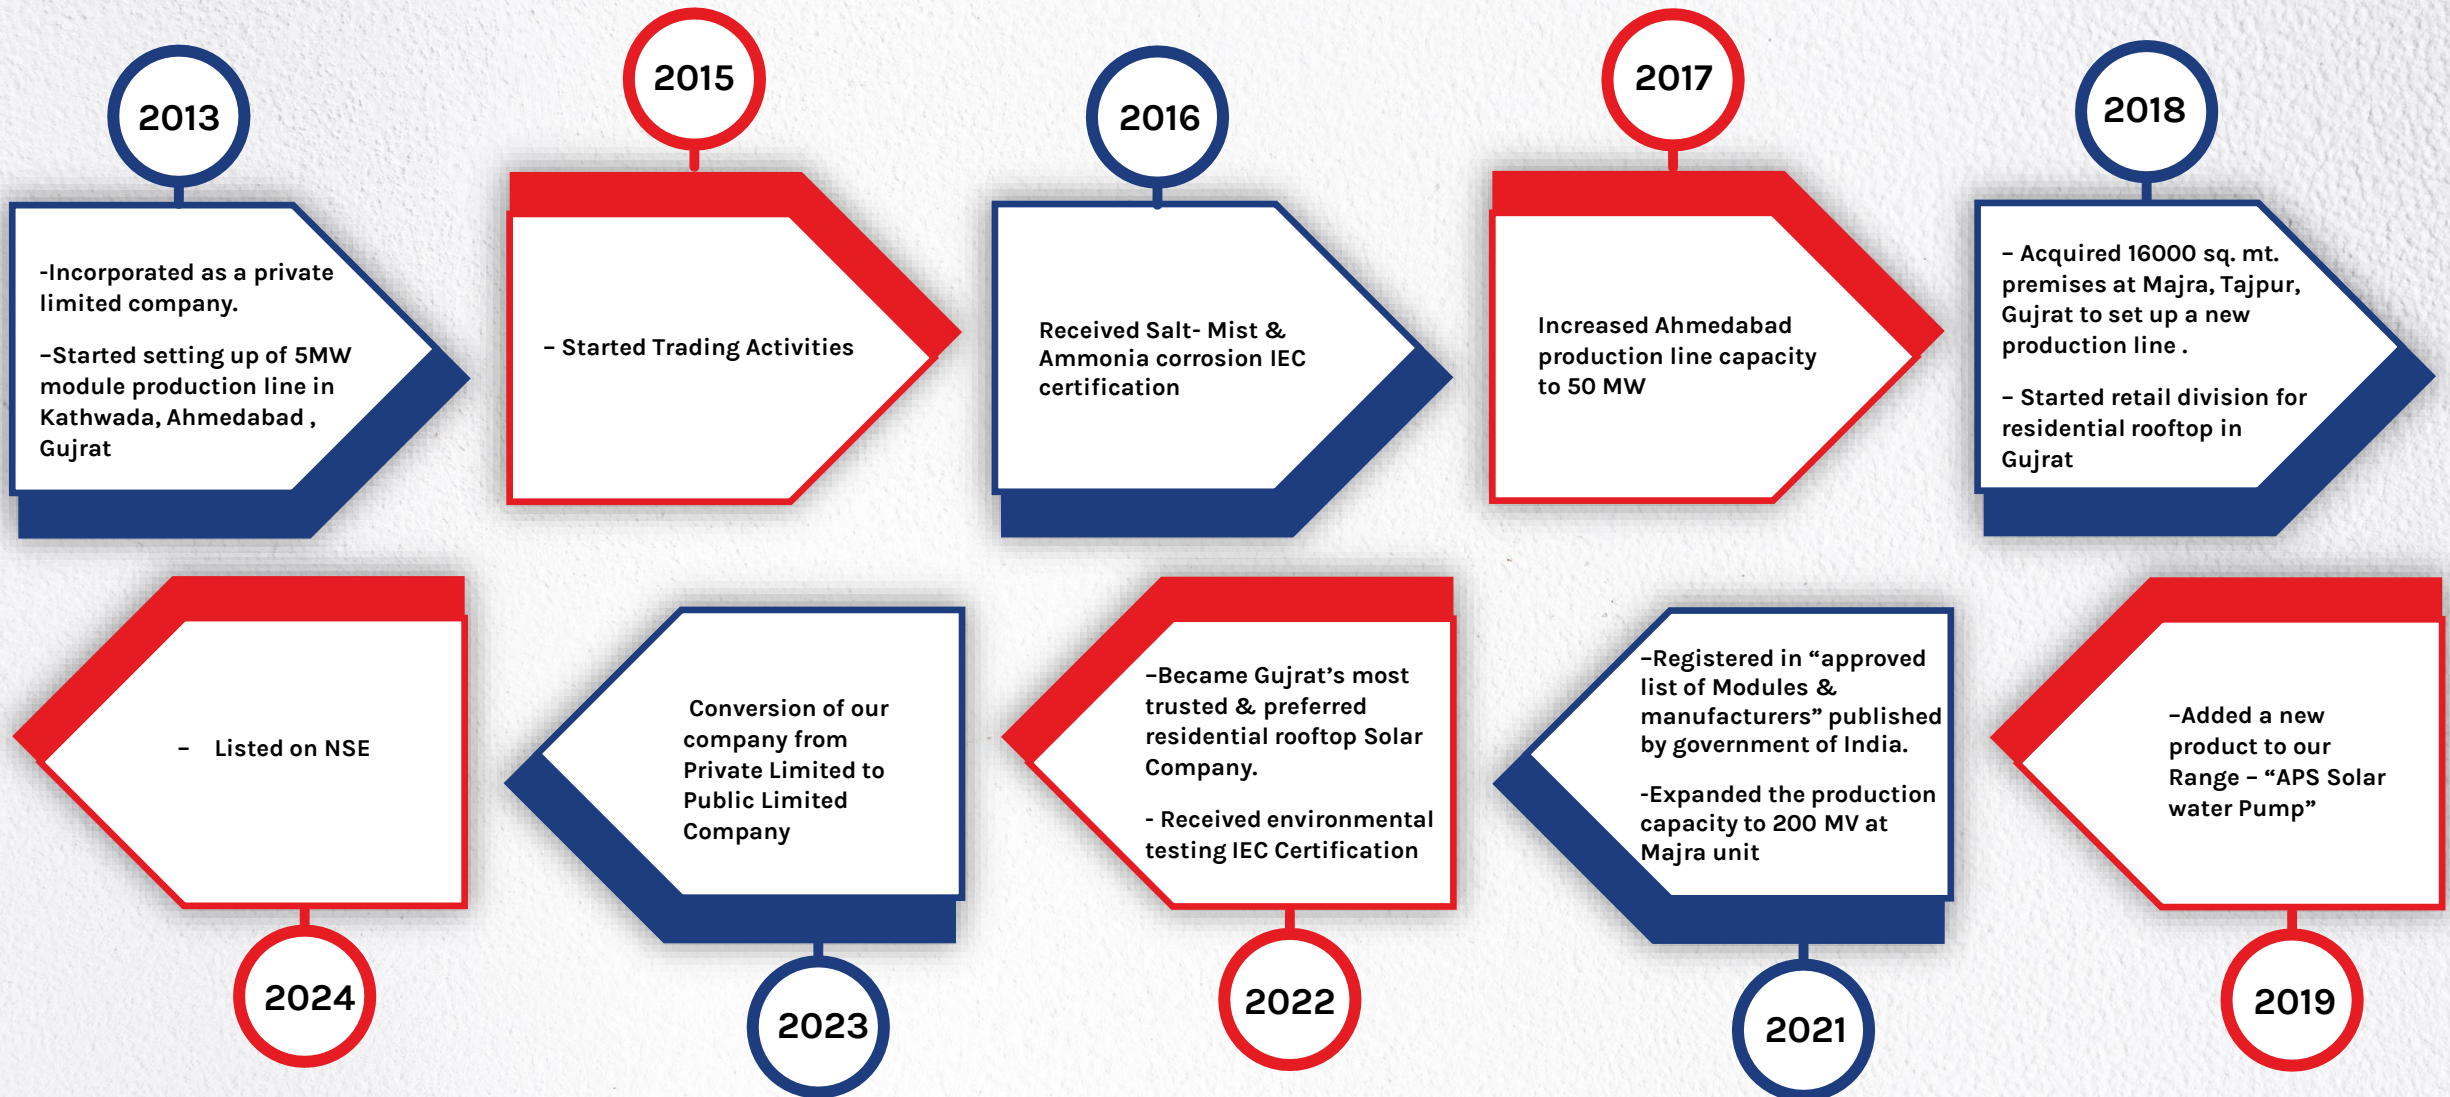 2013
-Incorporated as a private
limited company.
–Started setting up of 5MW
module production line in
Kathwada, Ahmedabad ,
Gujrat
2015
– Started Trading Activities
2016
Received Salt- Mist &
Ammonia corrosion IEC
certification
2017
Increased Ahmedabad
production line capacity
to 50 MW
2018
– Acquired 16000 sq. mt.
premises at Majra, Tajpur,
Gujrat to set up a new
production line .
– Started retail division for
residential rooftop in
Gujrat
–Added a new
product to our
Range – “APS Solar
water Pump”
2019
–Registered in “approved
list of Modules &
manufacturers” published
by government of India.
-Expanded the production
capacity to 200 MV at
Majra unit
2021
–Became Gujrat’s most
trusted & preferred
residential rooftop Solar
Company.
- Received environmental
testing IEC Certification
2022
Conversion of our
company from
Private Limited to
Public Limited
Company
2023
– Listed on NSE
2024